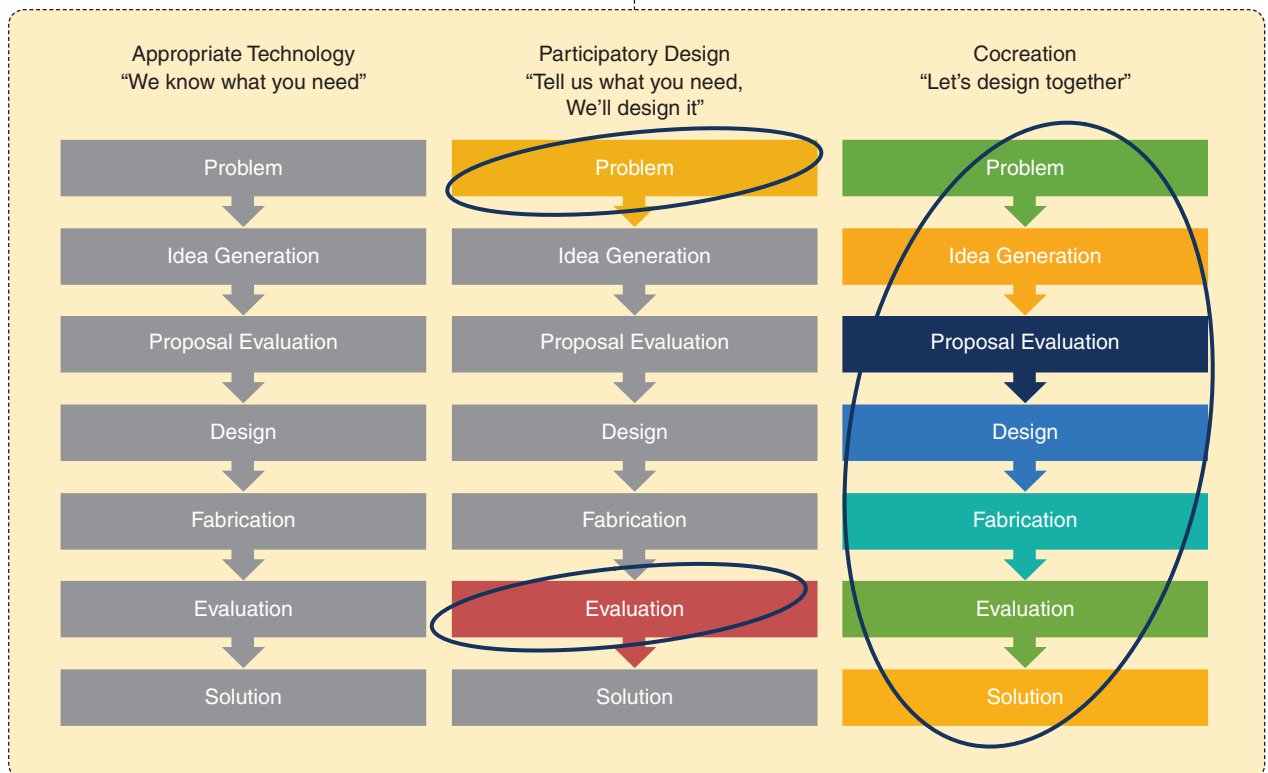 Appropriate Technology
“We know what you need”
Problem
Idea Generation
Proposal Evaluation
Design
Fabrication
Evaluation
Solution
Participatory Design
“Tell us what you need,
We’ll design it”
Problem
Idea Generation
Proposal Evaluation
Design
Fabrication
Evaluation
Solution
Cocreation
“Let’s design together”
Problem
Idea Generation
Proposal Evaluation
Design
Fabrication
Evaluation
Solution